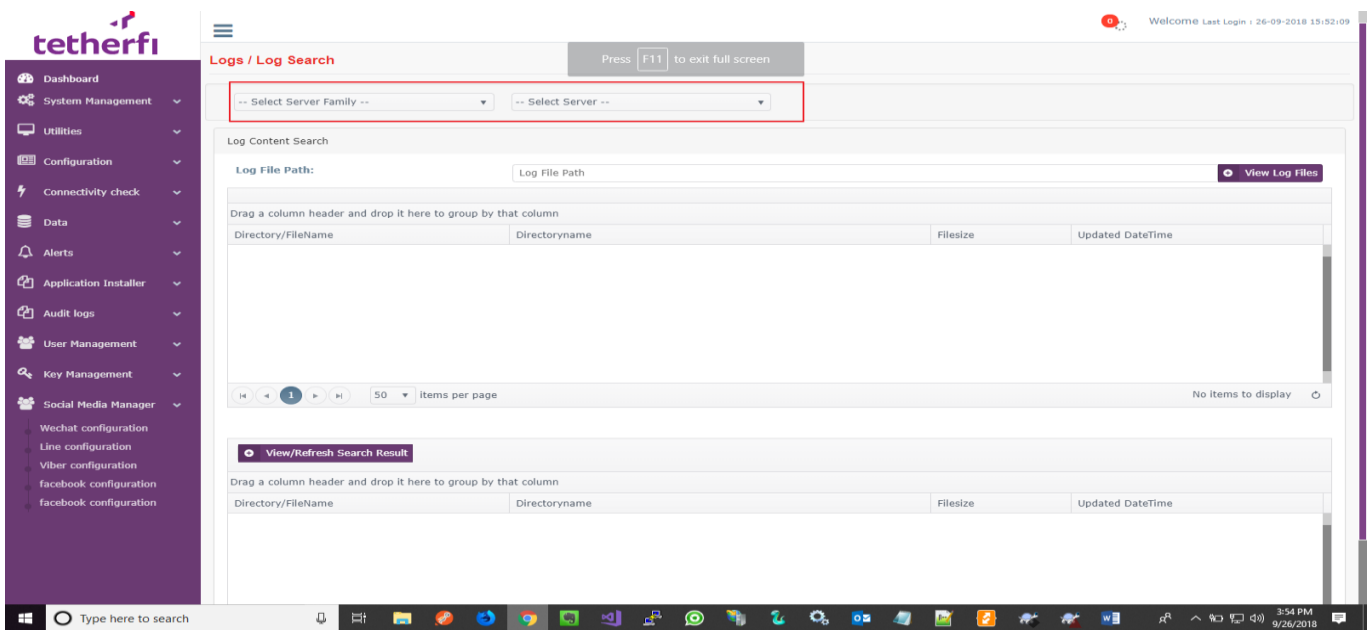 tetherfi
0
Welcome Last Login : 26-09-2018 15:52:09
Logs / Log Search
Press F11 to exit full screen
Dashboard
System Management
Utilities
Configuration
Connectivity check
Data
Alerts
Application Installer
Audit logs
User Management
Key Management
Social Media Manager
Wechat configuration
Line configuration
Viber configuration
facebook configuration
facebook configuration
-- Select Server Family --
-- Select Server --
Log Content Search
Log File Path:
Log File Path
View Log Files
Drag a column header and drop it here to group by that column
Directory/FileName
Directoryname
Filesize
Updated DateTime
1
50
items per page
No items to display
View/Refresh Search Result
Drag a column header and drop it here to group by that column
Directory/FileName
Directoryname
Filesize
Updated DateTime
Type here to search
3:54 PM
9/26/2018